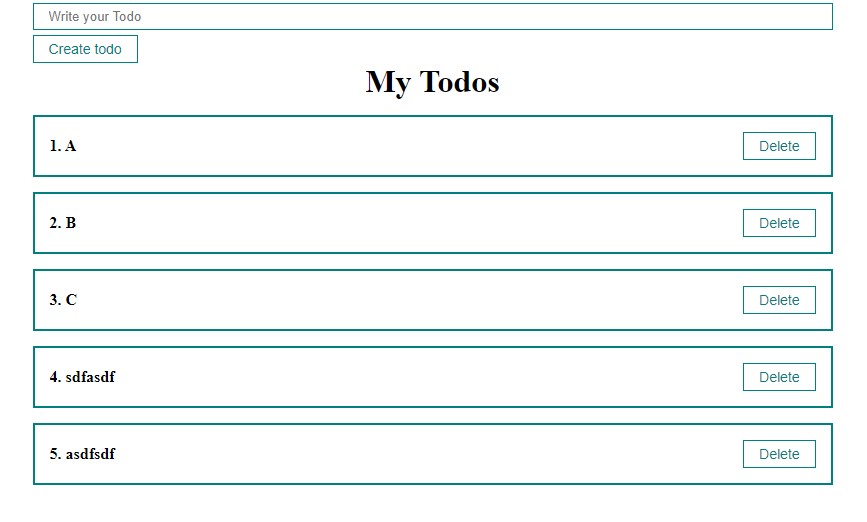 Write your Todo
Create todo
My Todos
1. A
Delete
2. B
Delete
3. C
Delete
4. sdfasdf
Delete
5. asdfsdf
Delete